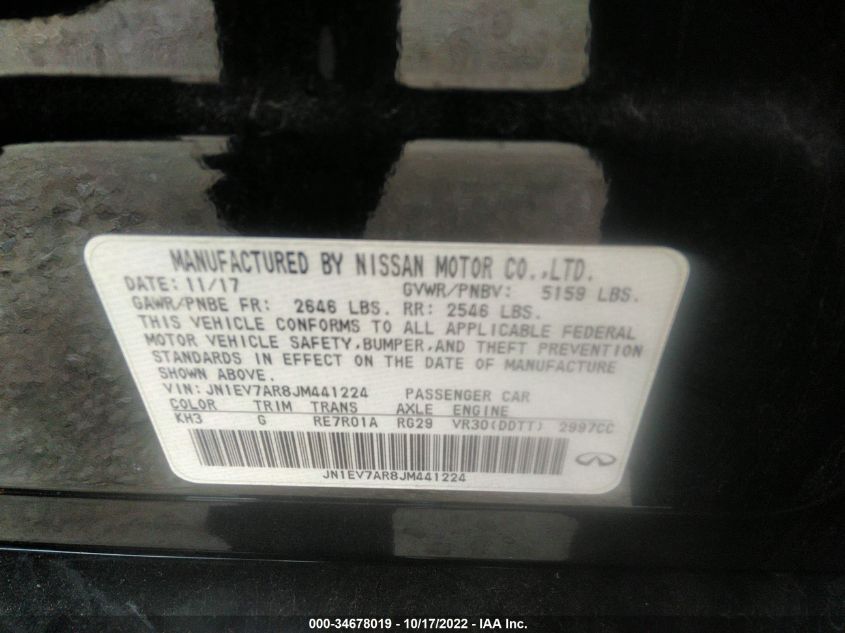 MANUFACTURED BY NISSAN MOTOR CO.,LTD.
DATE: 11/17 GVWR/PNBV: 5159 LBS.
GAWR/PNBE FR: 2646 LBS. RR: 2546 LBS.
THIS VEHICLE CONFORMS TO ALL APPLICABLE FEDERAL
MOTOR VEHICLE SAFETY,BUMPER,AND THEFT PREVENTION
STANDARDS IN EFFECT ON THE DATE OF MANUFACTURE
SHOWN ABOVE.
VIN: JN1EV7AR8JM441224 PASSENGER CAR
COLOR TRIM TRANS AXLE ENGINE
KH3 G RE7R01A RG29 VR30(DDTT) 2997CC
JN1EV7AR8JM441224
000-34678019 - 10/17/2022 - IAA Inc.